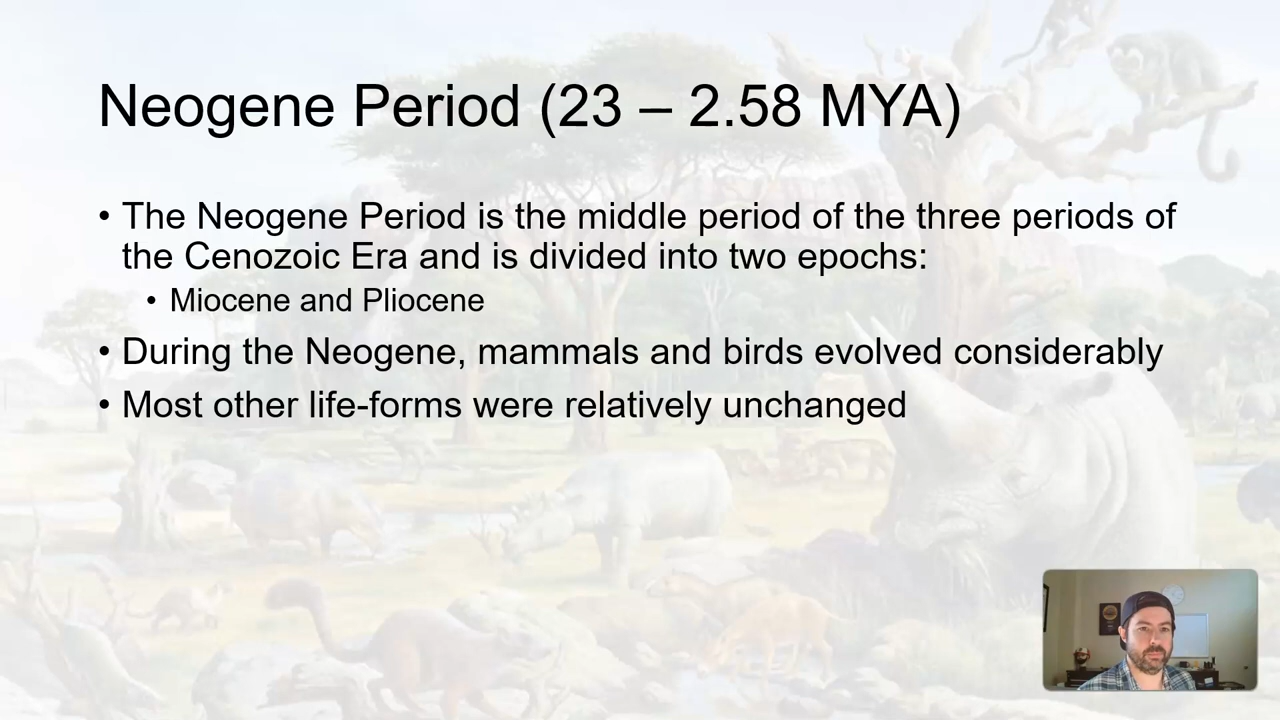 Neogene Period (23 – 2.58 MYA)
• The Neogene Period is the middle period of the three periods of
the Cenozoic Era and is divided into two epochs:
• Miocene and Pliocene
• During the Neogene, mammals and birds evolved considerably
• Most other life-forms were relatively unchanged